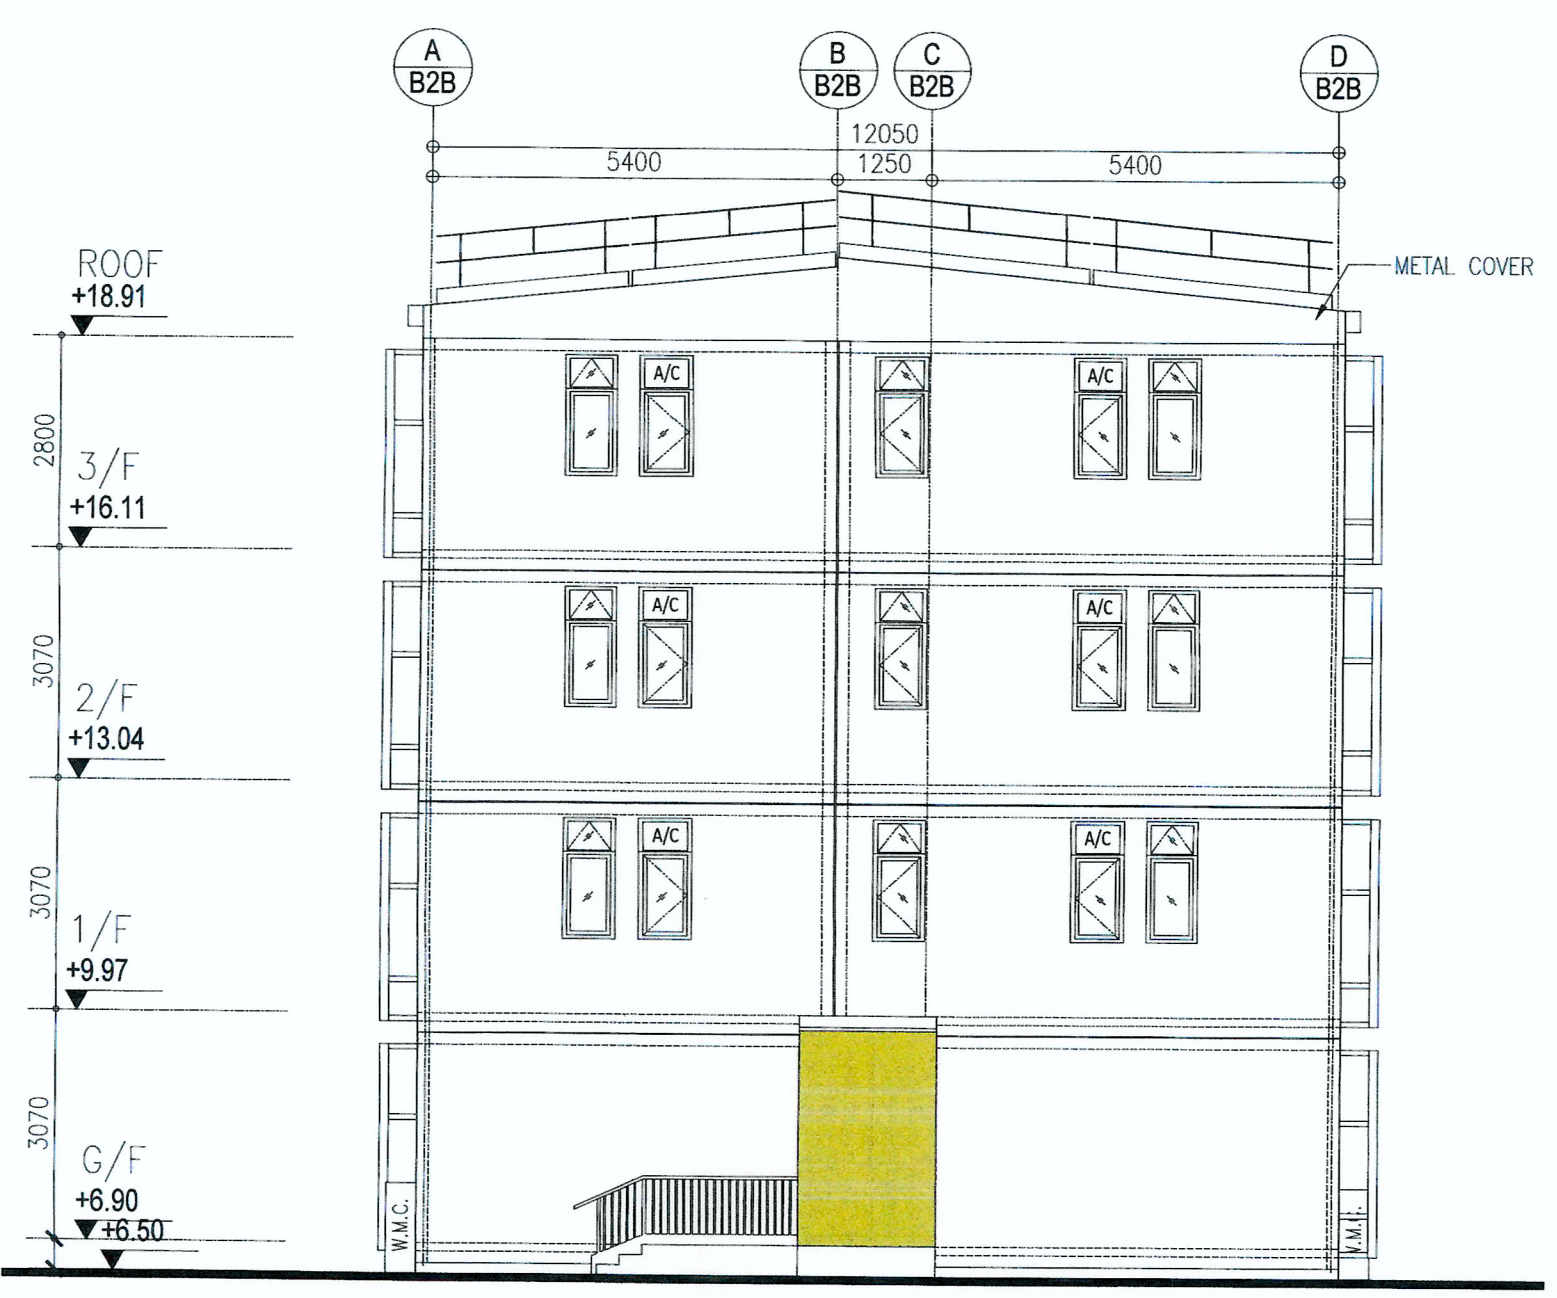 A
B2B
B
B2B
C
B2B
D
B2B
12050
5400
1250
5400
METAL COVER
ROOF
+18.91
2800
3/F
+16.11
3070
2/F
+13.04
3070
1/F
+9.97
3070
G/F
+6.90
+6.50
A/C
A/C
A/C
A/C
A/C
A/C
W.M.C.